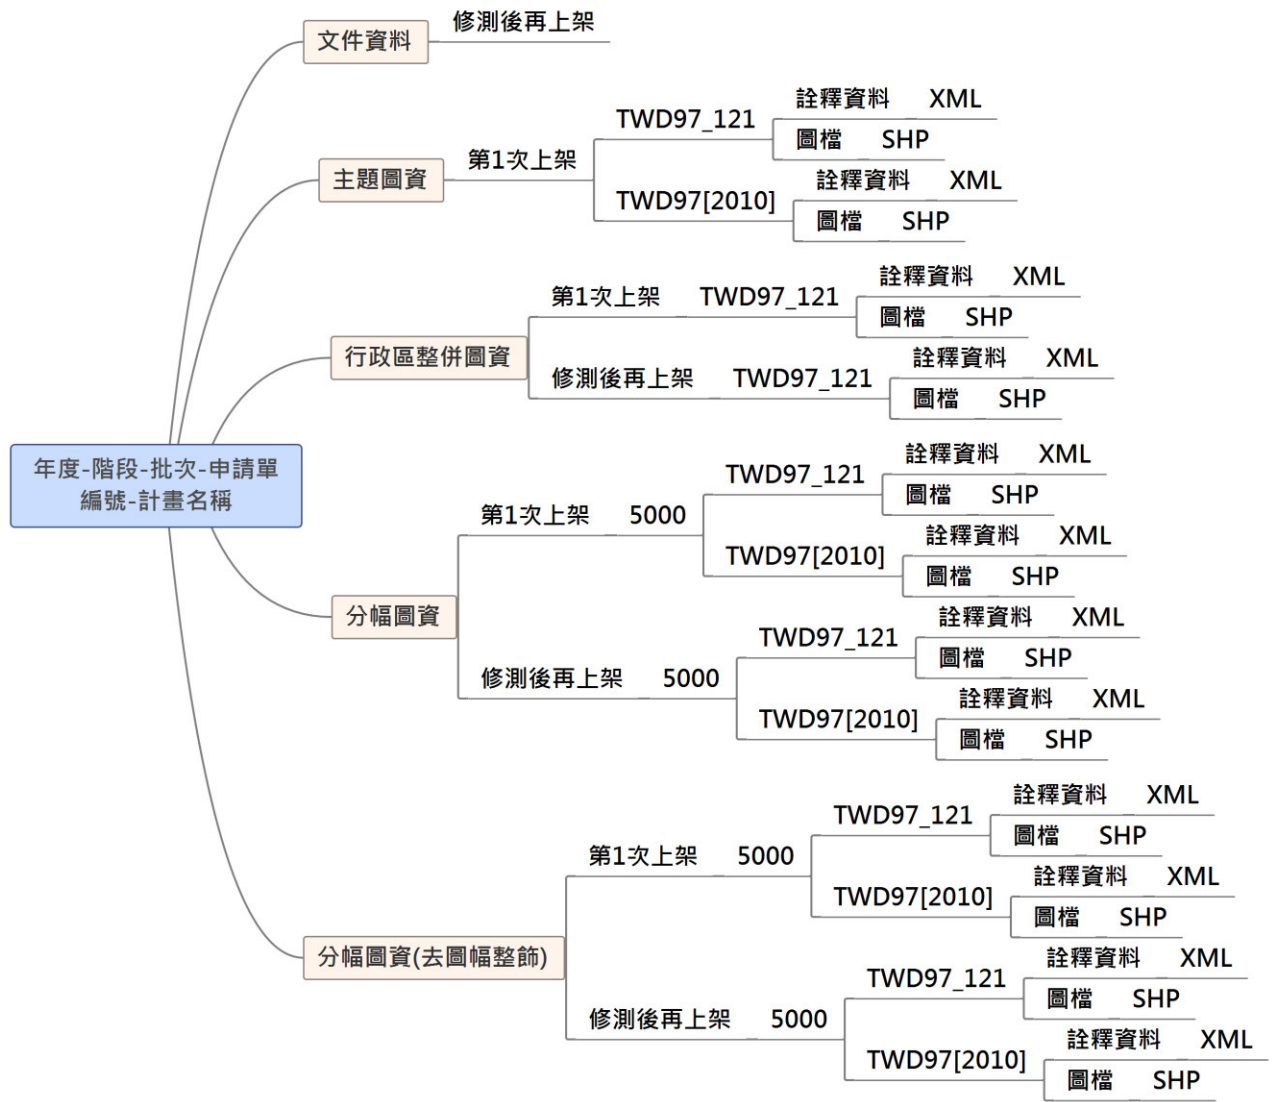 文件資料
修測後再上架
主題圖資
第1次上架
TWD97_121
詮釋資料 XML
圖檔 SHP
TWD97[2010]
詮釋資料 XML
圖檔 SHP
行政區整併圖資
第1次上架 TWD97_121
詮釋資料 XML
圖檔 SHP
修測後再上架 TWD97_121
詮釋資料 XML
圖檔 SHP
年度-階段-批次-申請單
編號-計畫名稱
分幅圖資
第1次上架 5000
TWD97_121
詮釋資料 XML
圖檔 SHP
TWD97[2010]
詮釋資料 XML
圖檔 SHP
修測後再上架 5000
TWD97_121
詮釋資料 XML
圖檔 SHP
TWD97[2010]
詮釋資料 XML
圖檔 SHP
分幅圖資(去圖幅整飾)
第1次上架 5000
TWD97_121
詮釋資料 XML
圖檔 SHP
TWD97[2010]
詮釋資料 XML
圖檔 SHP
修測後再上架 5000
TWD97_121
詮釋資料 XML
圖檔 SHP
TWD97[2010]
詮釋資料 XML
圖檔 SHP